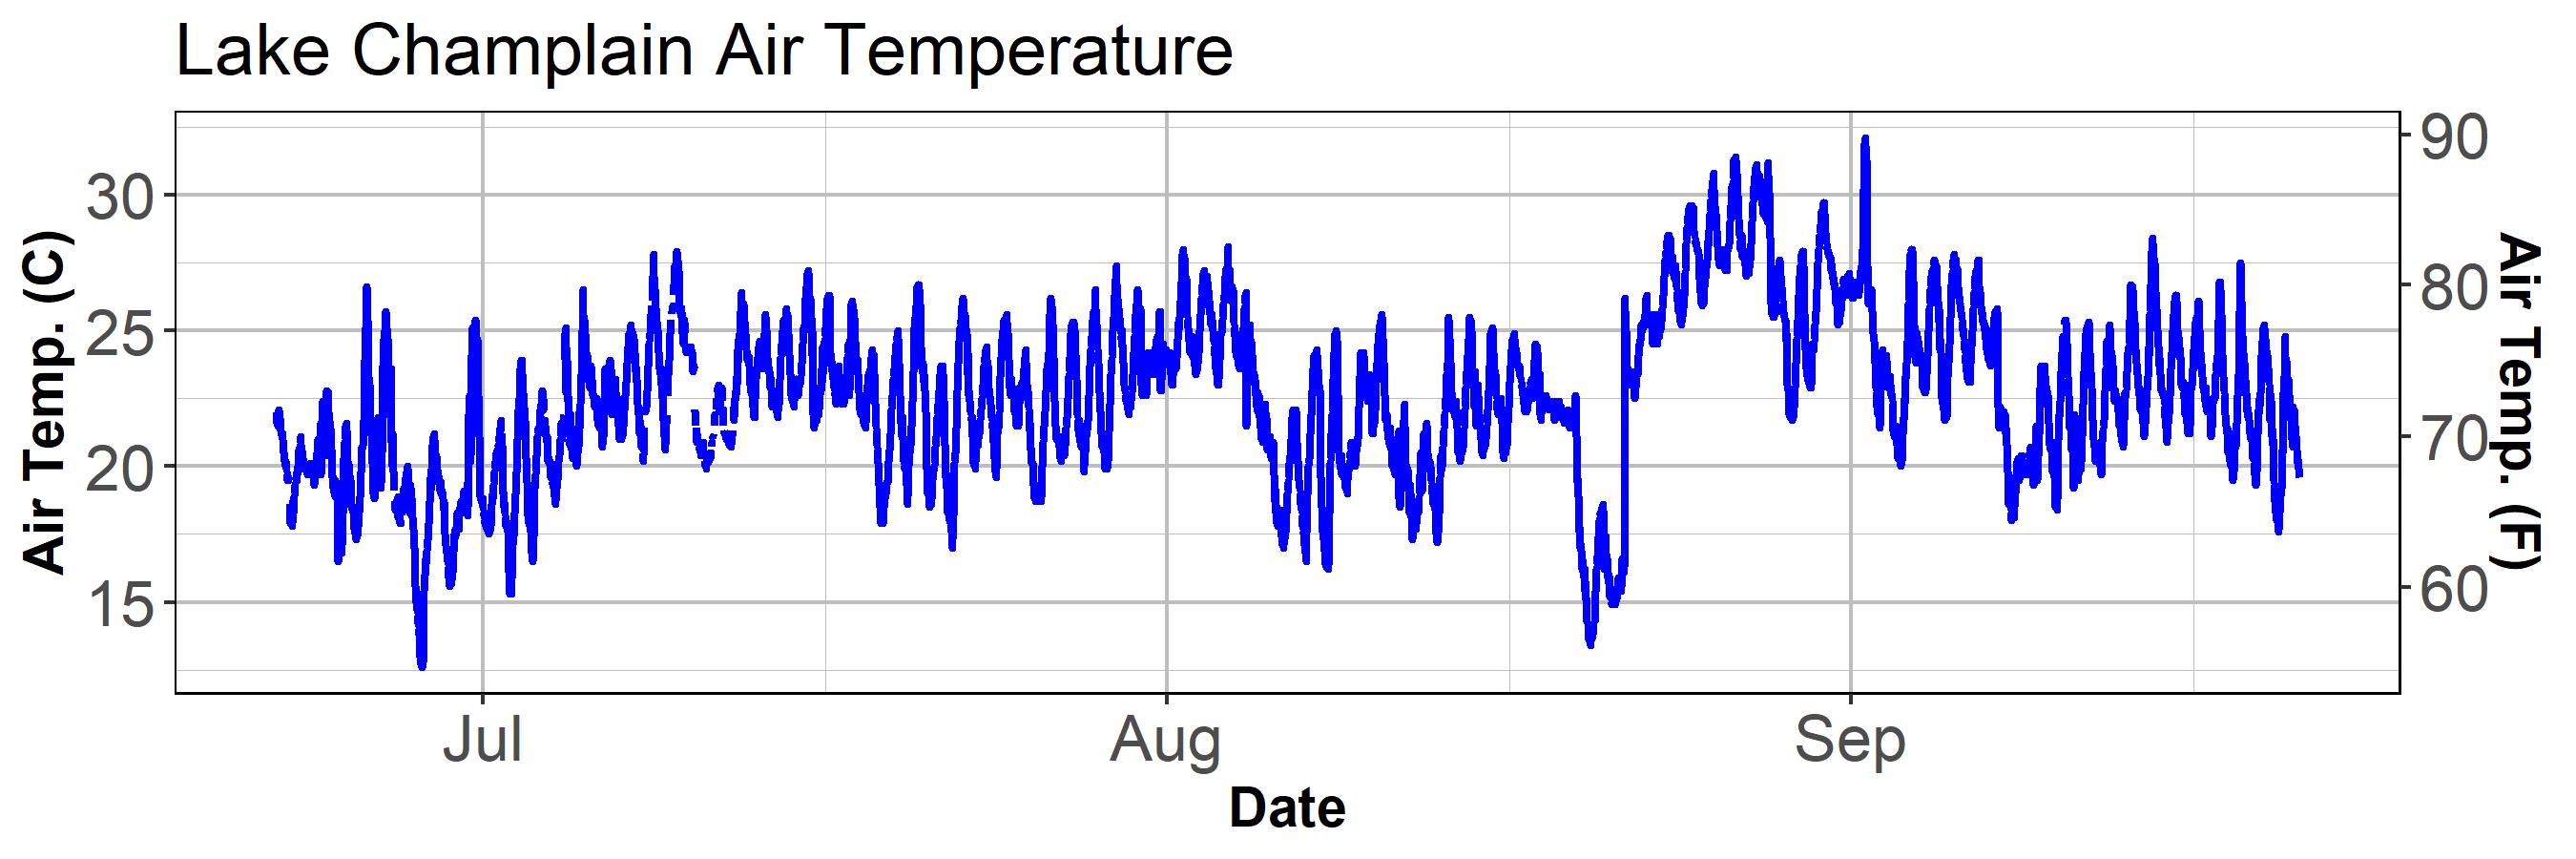 Lake Champlain Air Temperature
Air Temp. (C)
30
25
20
15
90
80
70
60
Air Temp. (F)
Jul
Aug
Sep
Date